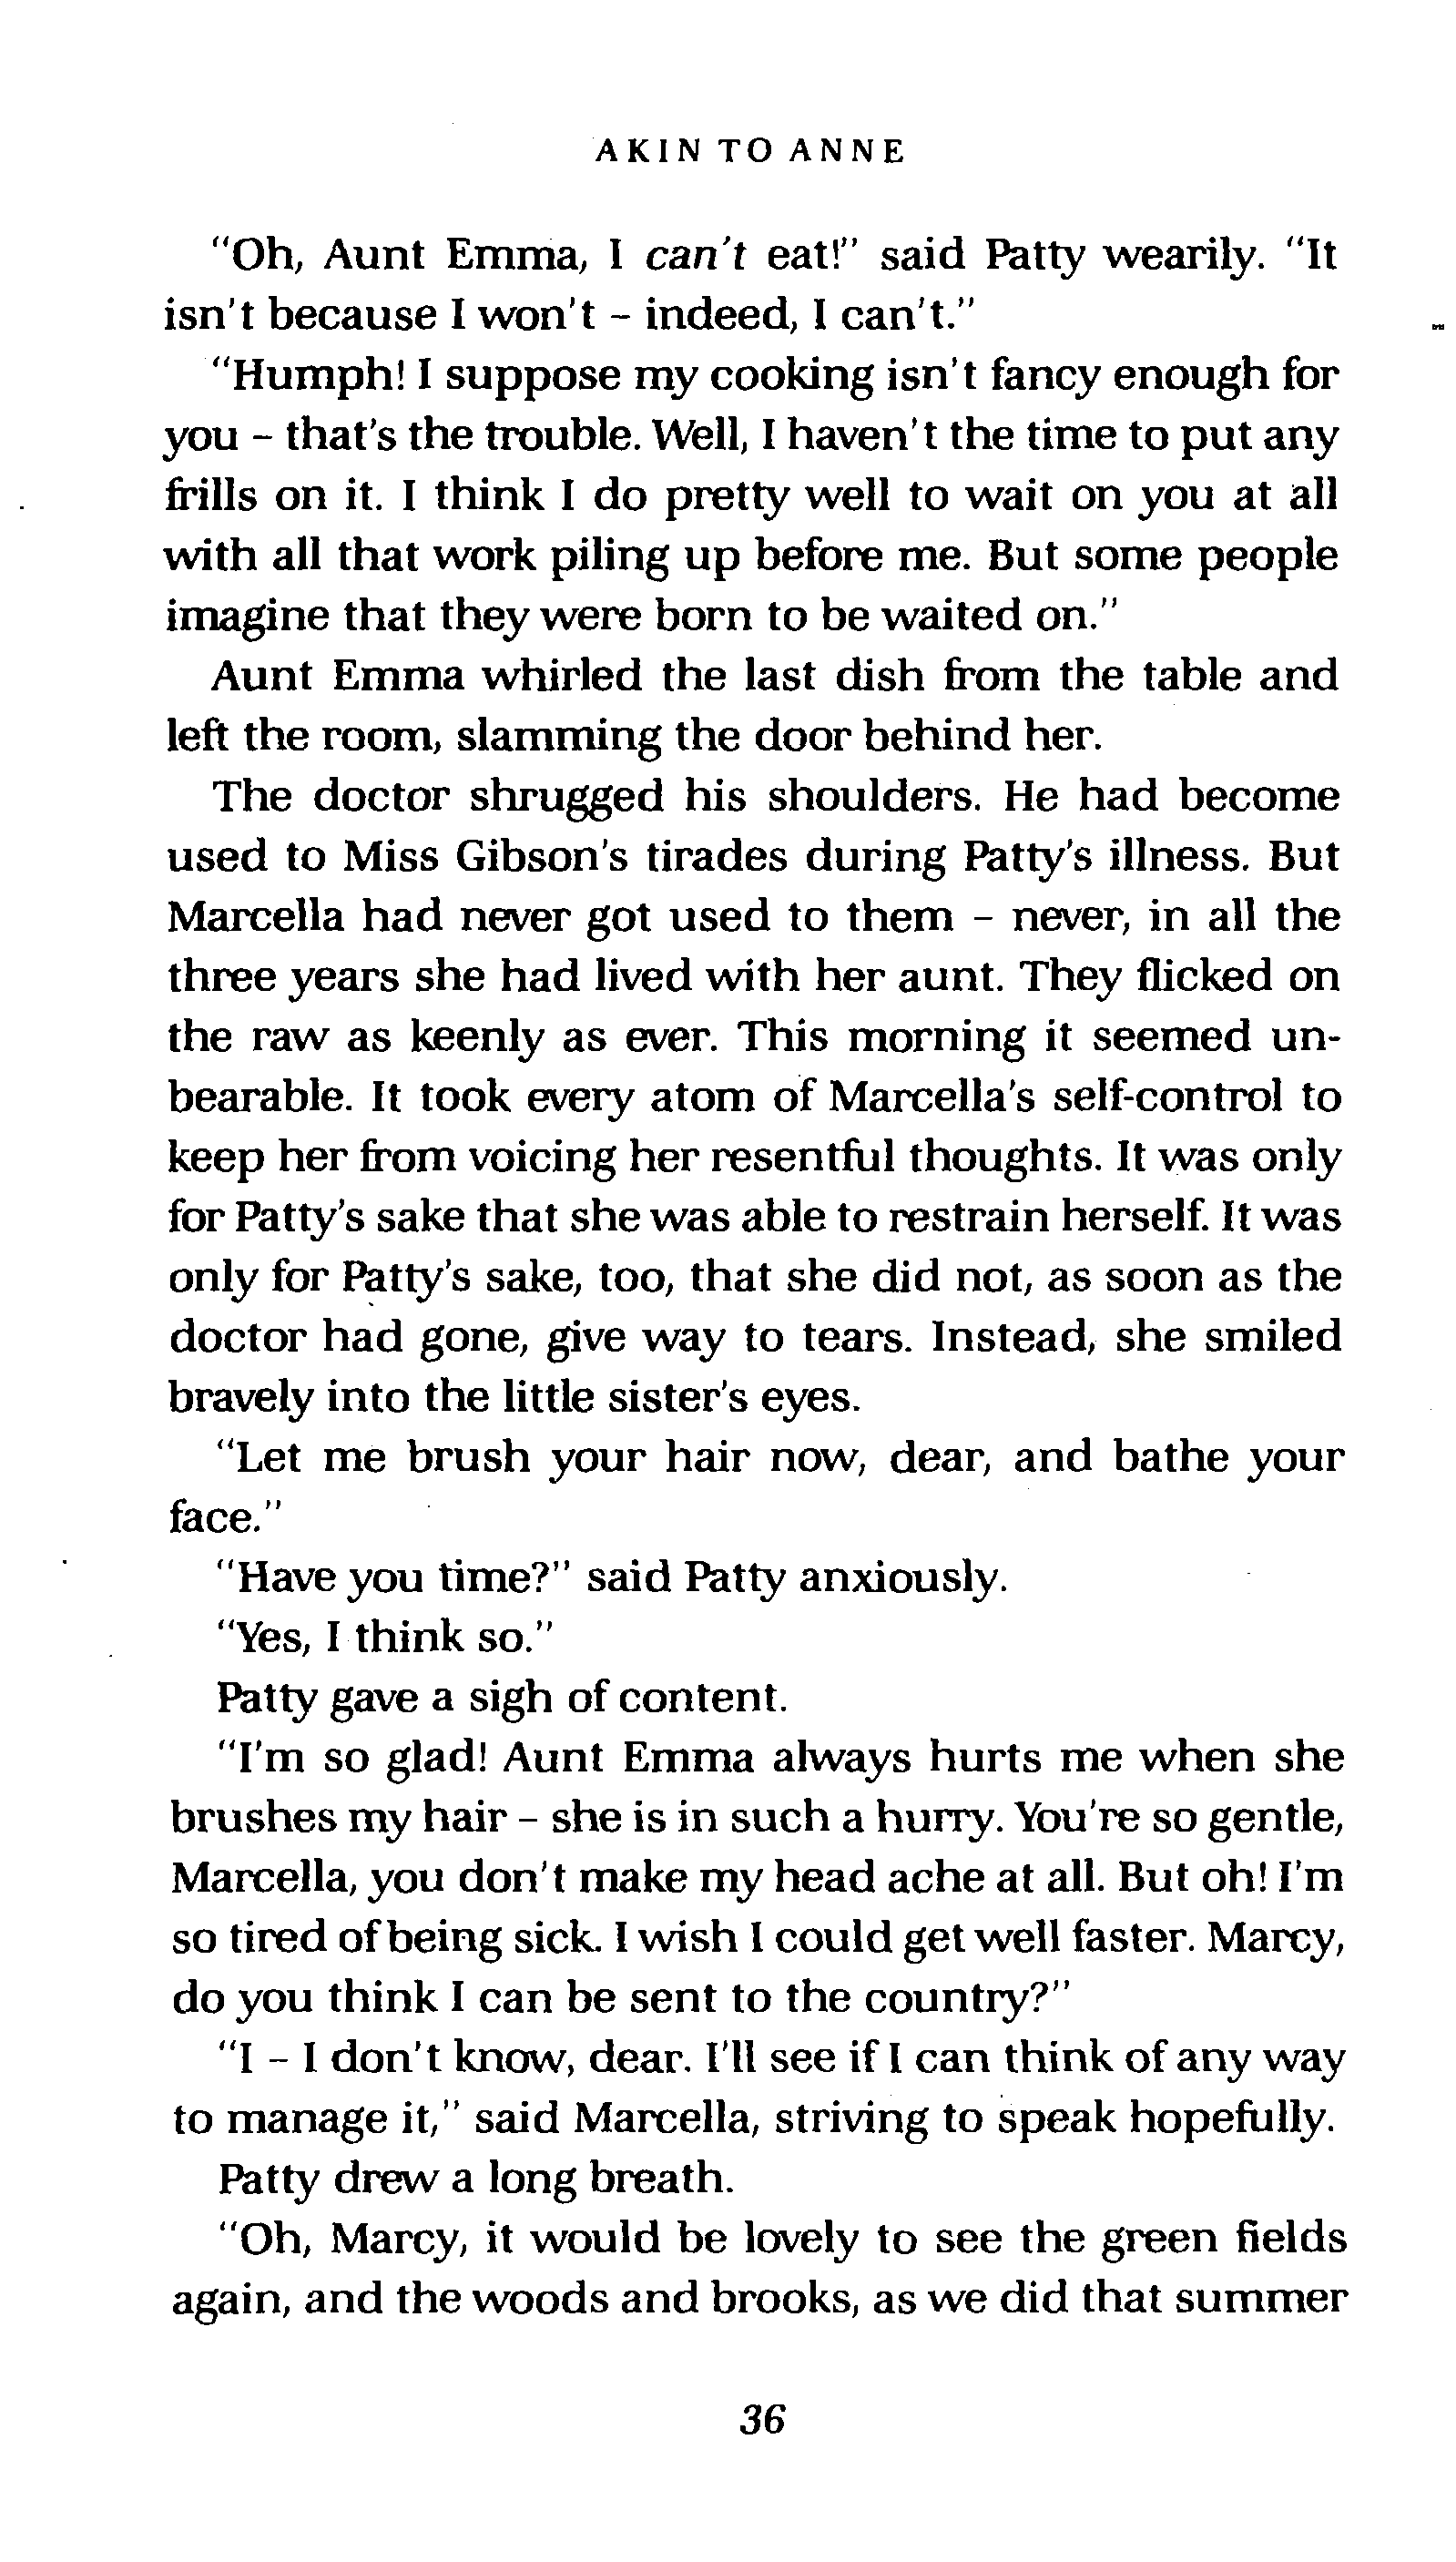 AKIN TO ANNE
"Oh, Aunt Emma, I can't eat!" said Patty wearily. "It
isn't because I won't – indeed, I can't."
"Humph! I suppose my cooking isn't fancy enough for
you – that's the trouble. Well, I haven't the time to put any
frills on it. I think I do pretty well to wait on you at all
with all that work piling up before me. But some people
imagine that they were born to be waited on."
Aunt Emma whirled the last dish from the table and
left the room, slamming the door behind her.
The doctor shrugged his shoulders. He had become
used to Miss Gibson's tirades during Patty's illness. But
Marcella had never got used to them – never, in all the
three years she had lived with her aunt. They flicked on
the raw as keenly as ever. This morning it seemed un-
bearable. It took every atom of Marcella's self-control to
keep her from voicing her resentful thoughts. It was only
for Patty's sake that she was able to restrain herself. It was
only for Patty's sake, too, that she did not, as soon as the
doctor had gone, give way to tears. Instead, she smiled
bravely into the little sister's eyes.
"Let me brush your hair now, dear, and bathe your
face."
"Have you time?" said Patty anxiously.
"Yes, I think so."
Patty gave a sigh of content.
"I'm so glad! Aunt Emma always hurts me when she
brushes my hair – she is in such a hurry. You're so gentle,
Marcella, you don't make my head ache at all. But oh! I'm
so tired of being sick. I wish I could get well faster. Marcy,
do you think I can be sent to the country?"
"I – I don't know, dear. I'll see if I can think of any way
to manage it," said Marcella, striving to speak hopefully.
Patty drew a long breath.
"Oh, Marcy, it would be lovely to see the green fields
again, and the woods and brooks, as we did that summer
36